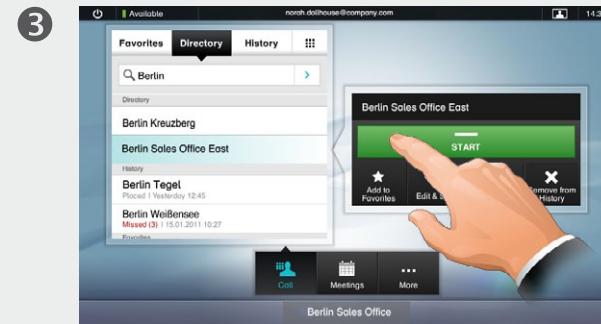 3
Available
norah.dollhouse@company.com
14.3
Favorites Directory History
Berlin
Directory
Berlin Kreuzberg
Berlin Sales Office East
History
Berlin Tegel
Placed | Yesterday 12:45
Berlin Weißensee
Missed (3) | 15.01.2011 10:27
Favorites
Berlin Sales Office East
START
Add to
Favorites
Edit &
Remove from
History
Call Meetings More
Berlin Sales Office